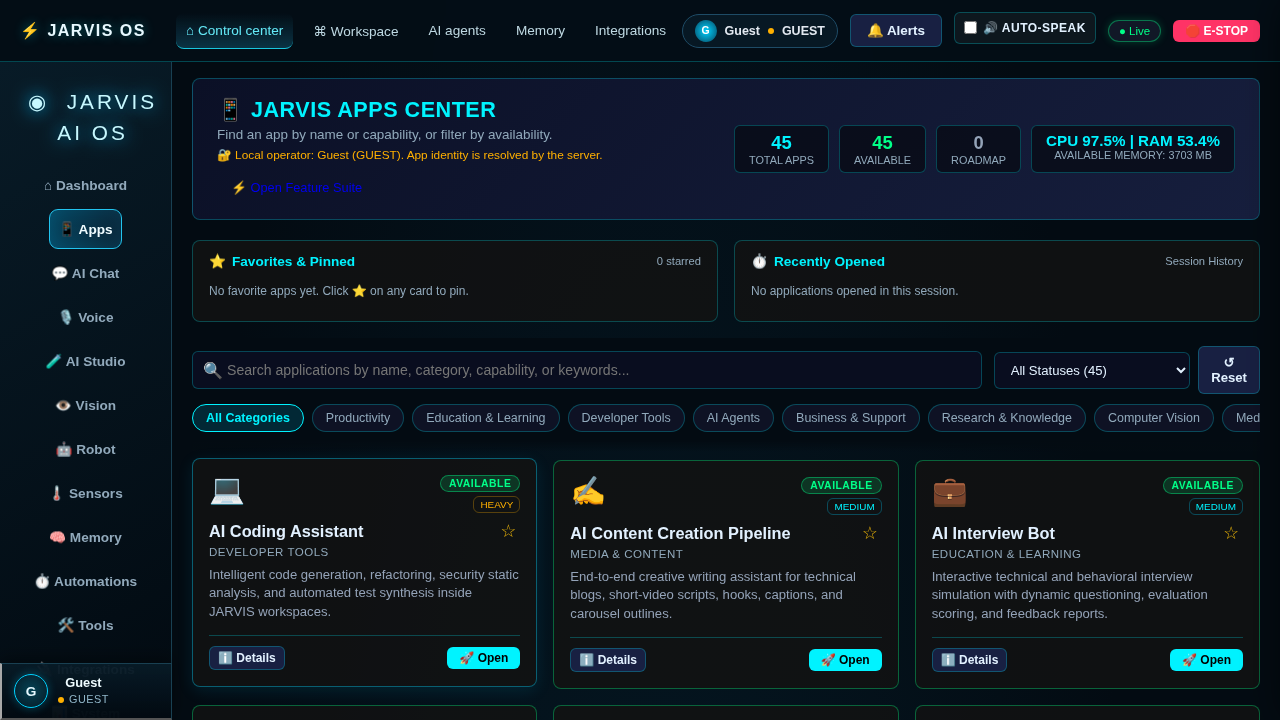 ⚡ JARVIS OS
⌂ Control center
⌘ Workspace
AI agents
Memory
Integrations
G Guest GUEST
🔔 Alerts
🔊 AUTO-SPEAK
● Live
🛑 E-STOP
◉ JARVIS
AI OS
⌂ Dashboard
📱 Apps
💬 AI Chat
🎙️ Voice
🧪 AI Studio
👁️ Vision
🤖 Robot
🌡️ Sensors
🧠 Memory
⏱️ Automations
🛠️ Tools
Integrations
G Guest
GUEST
📱 JARVIS APPS CENTER
Find an app by name or capability, or filter by availability.
🔐 Local operator: Guest (GUEST). App identity is resolved by the server.
⚡ Open Feature State
45
TOTAL APPS
45
AVAILABLE
0
ROADMAP
CPU 97.5% | RAM 53.4%
AVAILABLE MEMORY: 3703 MB
⭐ Favorites & Pinned
0 starred
No favorite apps yet. Click ⭐ on any card to pin.
⏱️ Recently Opened
Session History
No applications opened in this session.
🔍 Search applications by name, category, capability, or keywords...
All Statuses (45)
↺
Reset
All Categories
Productivity
Education & Learning
Developer Tools
AI Agents
Business & Support
Research & Knowledge
Computer Vision
Med
💻
AVAILABLE
HEAVY
AI Coding Assistant ☆
DEVELOPER TOOLS
Intelligent code generation, refactoring, security static
analysis, and automated test synthesis inside
JARVIS workspaces.
ℹ️ Details
🚀 Open
✍️
AVAILABLE
MEDIUM
AI Content Creation Pipeline ☆
MEDIA & CONTENT
End-to-end creative writing assistant for technical
blogs, short-video scripts, hooks, captions, and
carousel outlines.
ℹ️ Details
🚀 Open
💼
AVAILABLE
MEDIUM
AI Interview Bot ☆
EDUCATION & LEARNING
Interactive technical and behavioral interview
simulation with dynamic questioning, evaluation
scoring, and feedback reports.
ℹ️ Details
🚀 Open